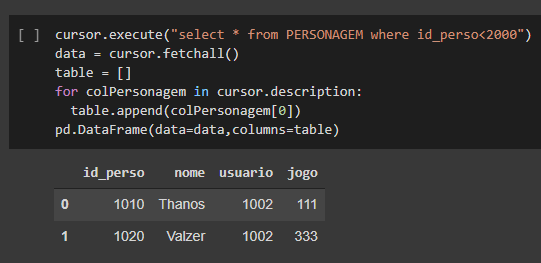 [ ] cursor.execute("select * from PERSONAGEM where id_perso<2000")
data = cursor.fetchall()
table = []
for colPersonagem in cursor.description:
  table.append(colPersonagem[0])
pd.DataFrame(data=data,columns=table)
id_perso nome usuario jogo
0 1010 Thanos 1002 111
1 1020 Valzer 1002 333